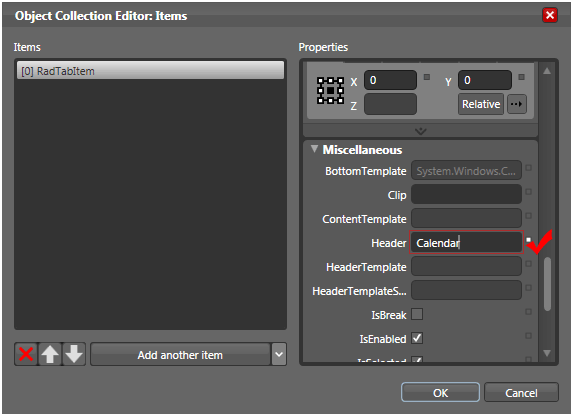 Object Collection Editor: Items
Items
Properties
[0] RadTabItem
X 0 Y 0
Z Relative
Miscellaneous
BottomTemplate System.Windows.C...
Clip
ContentTemplate
Header Calendar
HeaderTemplate
HeaderTemplateS...
IsBreak
IsEnabled
IsSelected
Add another item
OK Cancel